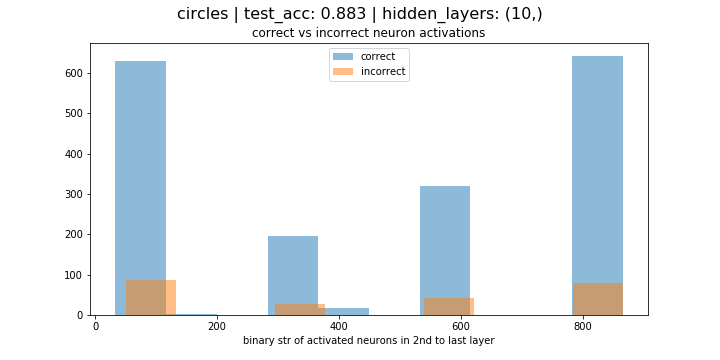 circles | test_acc: 0.883 | hidden_layers: (10,)
correct vs incorrect neuron activations
correct
incorrect
600
500
400
300
200
100
0
0 200 400 600 800
binary str of activated neurons in 2nd to last layer